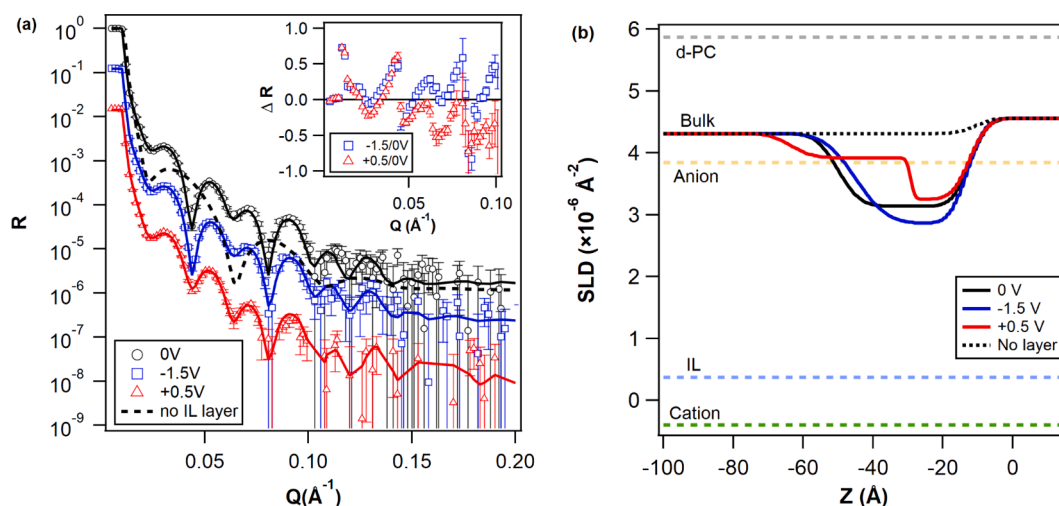 (a)
R
10⁰
10⁻¹
10⁻²
10⁻³
10⁻⁴
10⁻⁵
10⁻⁶
10⁻⁷
10⁻⁸
10⁻⁹
0.05
0.10
0.15
0.20
Q(Å⁻¹)
0V
-1.5V
+0.5V
no IL layer
Δ R
1.0
0.5
0.0
-0.5
-1.0
0.05
0.10
Q (Å⁻¹)
-1.5/0V
+0.5/0V
(b)
SLD (×10⁻⁶ Å⁻²)
6
5
4
3
2
1
0
-100
-80
-60
-40
-20
0
Z (Å)
d-PC
Bulk
Anion
IL
Cation
0 V
-1.5 V
+0.5 V
No layer